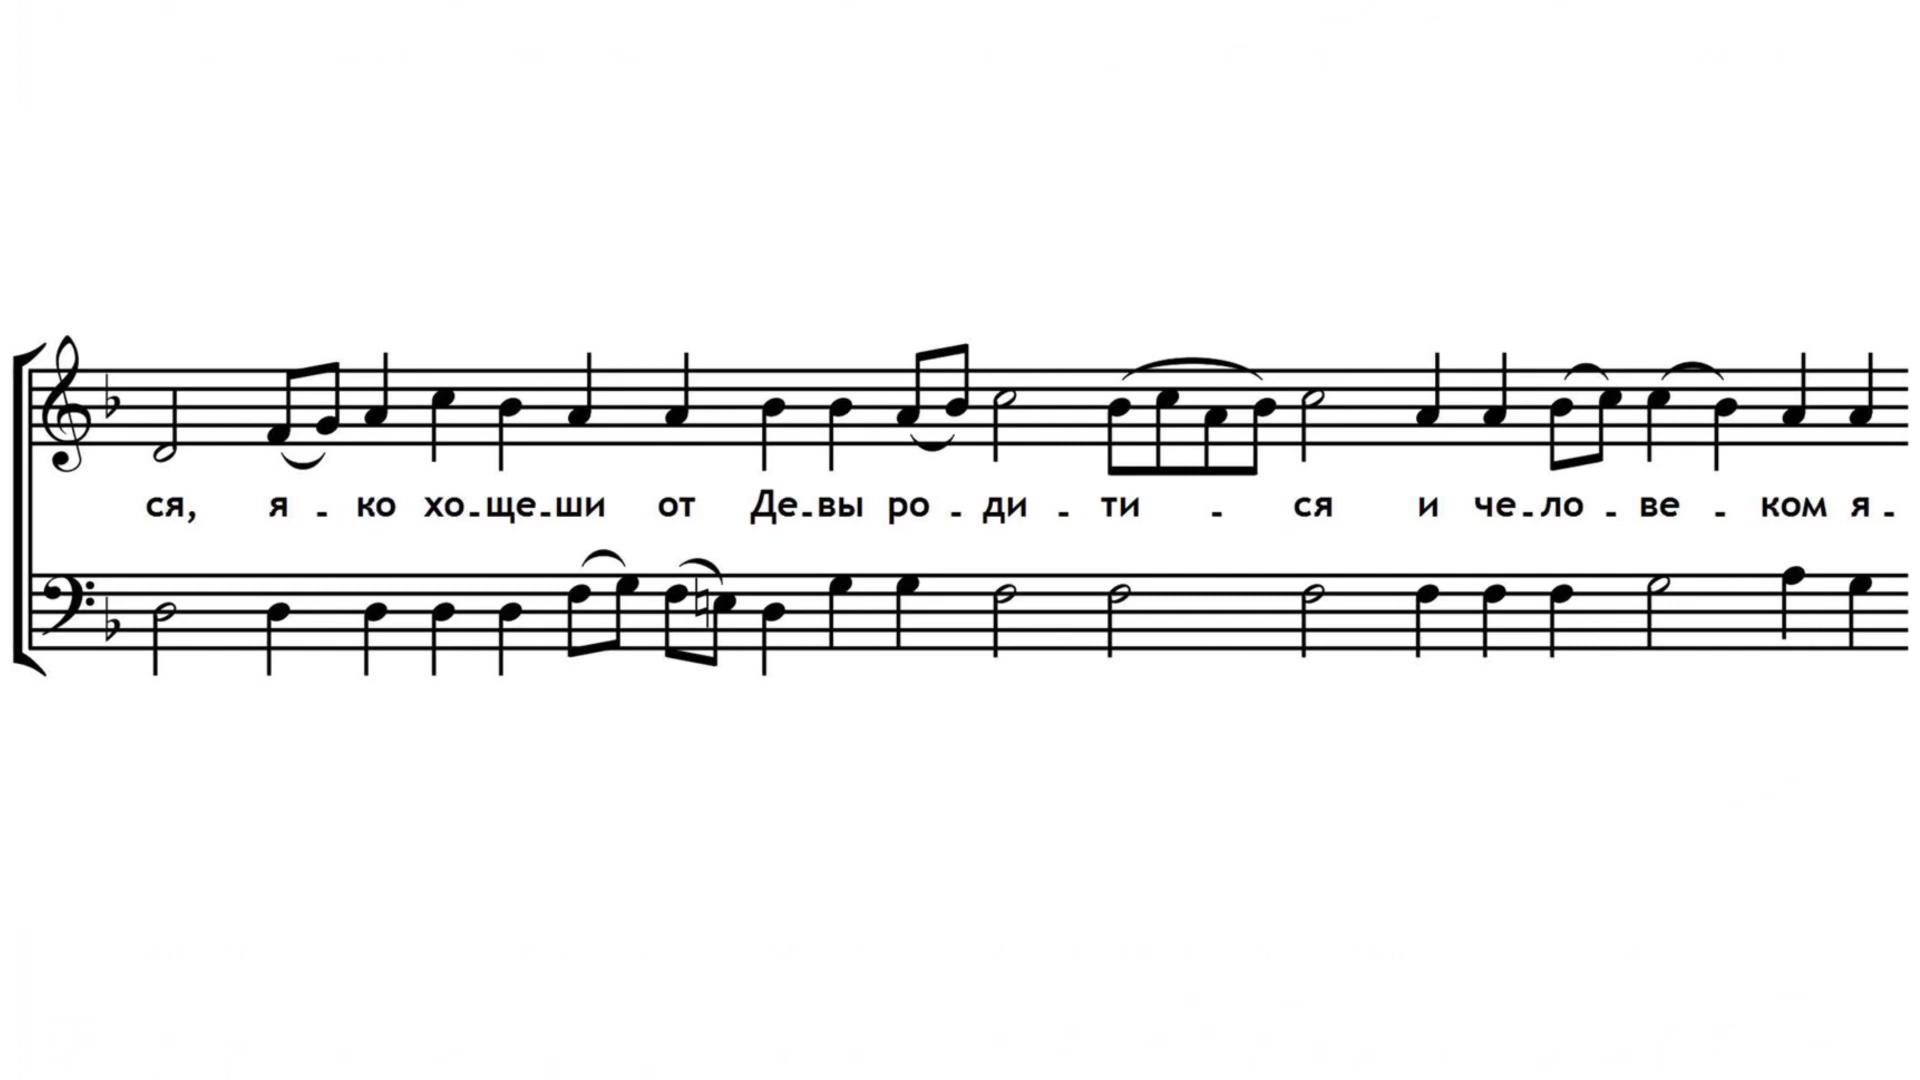 ся, я - ко хо-ще-ши от Де-вы ро - ди - ти - ся и че-ло - ве - ком я -